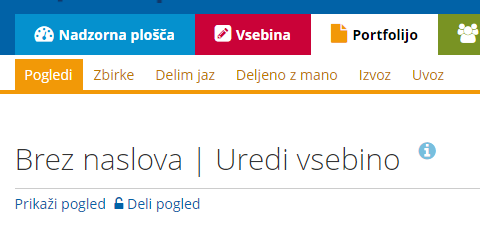 Nadzorna plošča Vsebina Portfolijo
Pogledi Zbirke Delim jaz Deljeno z mano Izvoz Uvoz
Brez naslova | Uredi vsebino
Prikaži pogled Deli pogled